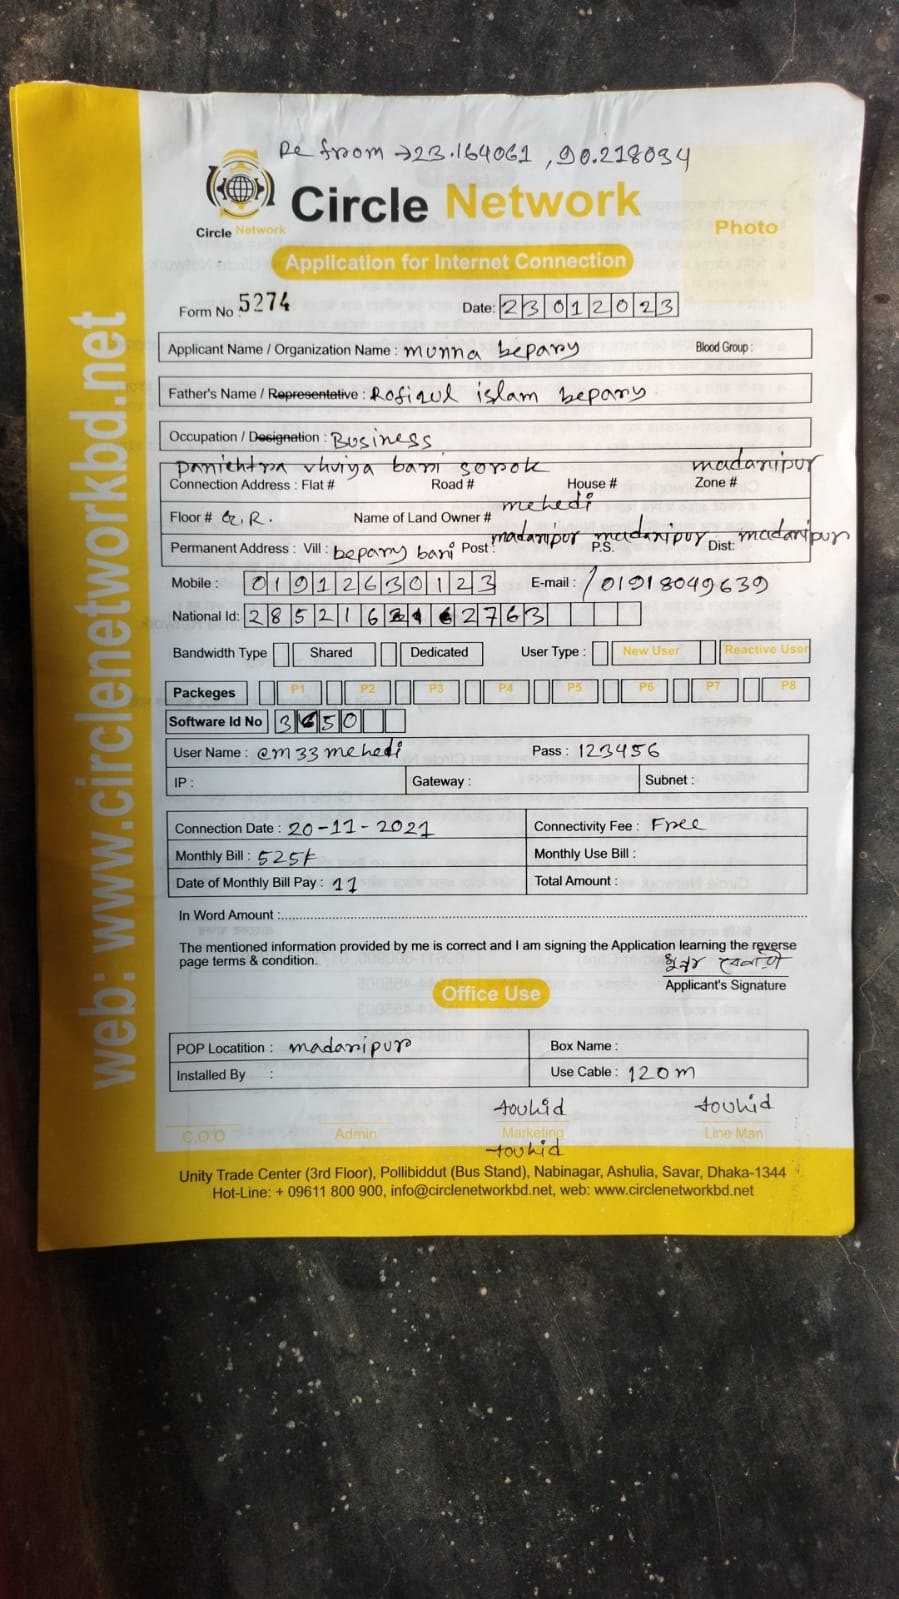 Re from →23.164061, 90.218034
Circle Network
Circle Network
Photo
Application for Internet Connection
Form No 5274
Date: 23012023
Applicant Name / Organization Name : munna bepary
Blood Group :
Father's Name / Representative : Rofiqul islam bepary
Occupation / Designation : Business
bari sorok madaripur
Connection Address : Flat # Road # House # Zone #
Floor # G.R. Name of Land Owner # mehedi
Permanent Address : Vill : bepary bari Post : madaripur P.S. madaripur Dist: madaripur
Mobile : 01912630123 E-mail : /01918049639
National Id: 285216 2763
Bandwidth Type Shared Dedicated User Type : New User Reactive User
Packeges P1 P2 P3 P4 P5 P6 P7 P8
Software Id No 3650
User Name : @m33mehedi Pass : 123456
IP : Gateway : Subnet :
Connection Date : 20-11-2021 Connectivity Fee : Free
Monthly Bill : 525 Monthly Use Bill :
Date of Monthly Bill Pay : 11 Total Amount :
In Word Amount :
The mentioned information provided by me is correct and I am signing the Application learning the reverse
page terms & condition.
Applicant's Signature
Office Use
POP Locatition : madaripur Box Name :
Installed By : Use Cable : 120m
touhid touhid
C.O.O Admin Marketing Line Man
touhid
Unity Trade Center (3rd Floor), Pollibiddut (Bus Stand), Nabinagar, Ashulia, Savar, Dhaka-1344
Hot-Line: + 09611 800 900, info@circlenetworkbd.net, web: www.circlenetworkbd.net
web: www.circlenetworkbd.net